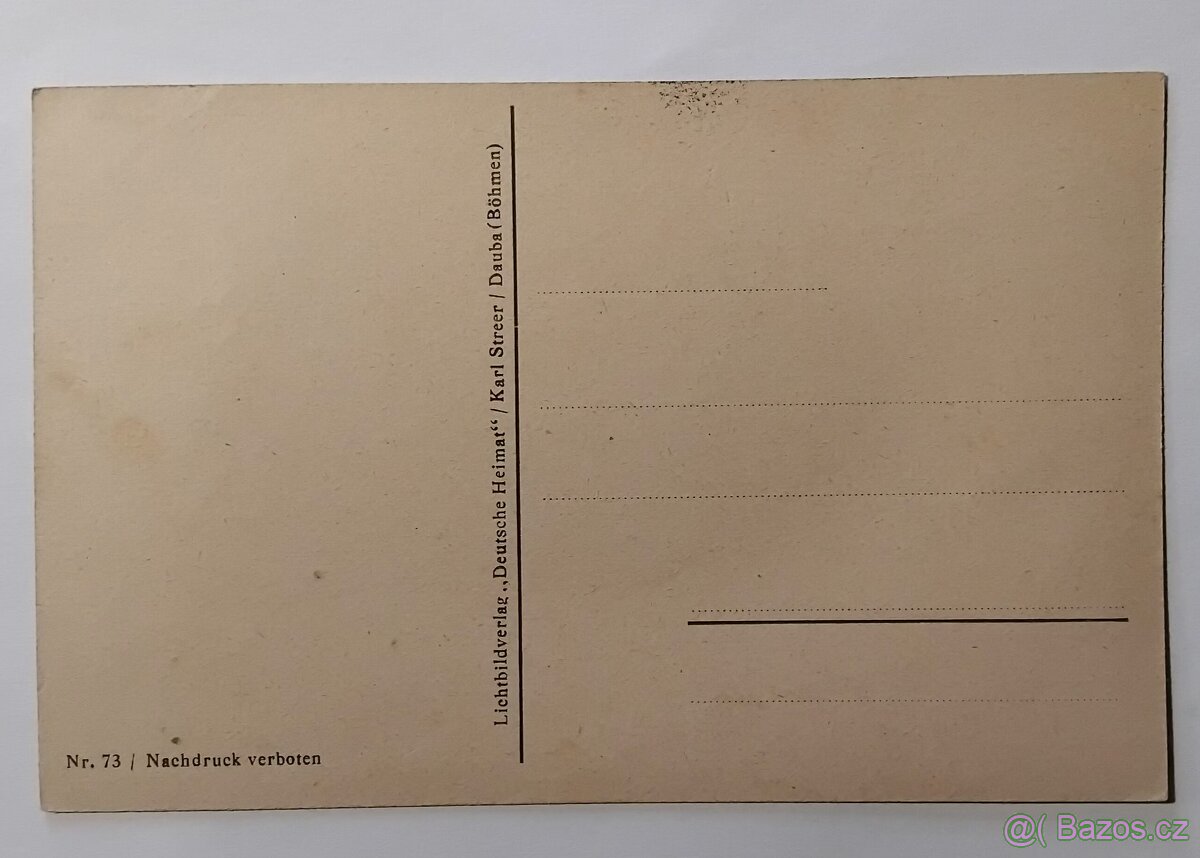 Lichtbildverlag „Deutsche Heimat“ / Karl Streer / Dauba (Böhmen)
Nr. 73 / Nachdruck verboten
@( Bazos.cz